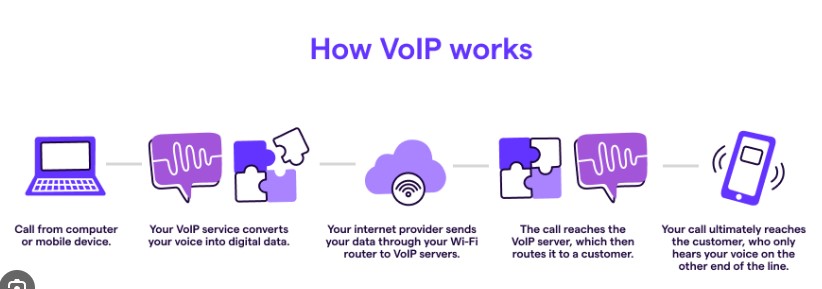 How VoIP works
Call from computer
or mobile device.
Your VoIP service converts
your voice into digital data.
Your internet provider sends
your data through your Wi-Fi
router to VoIP servers.
The call reaches the
VoIP server, which then
routes it to a customer.
Your call ultimately reaches
the customer, who only
hears your voice on the
other end of the line.